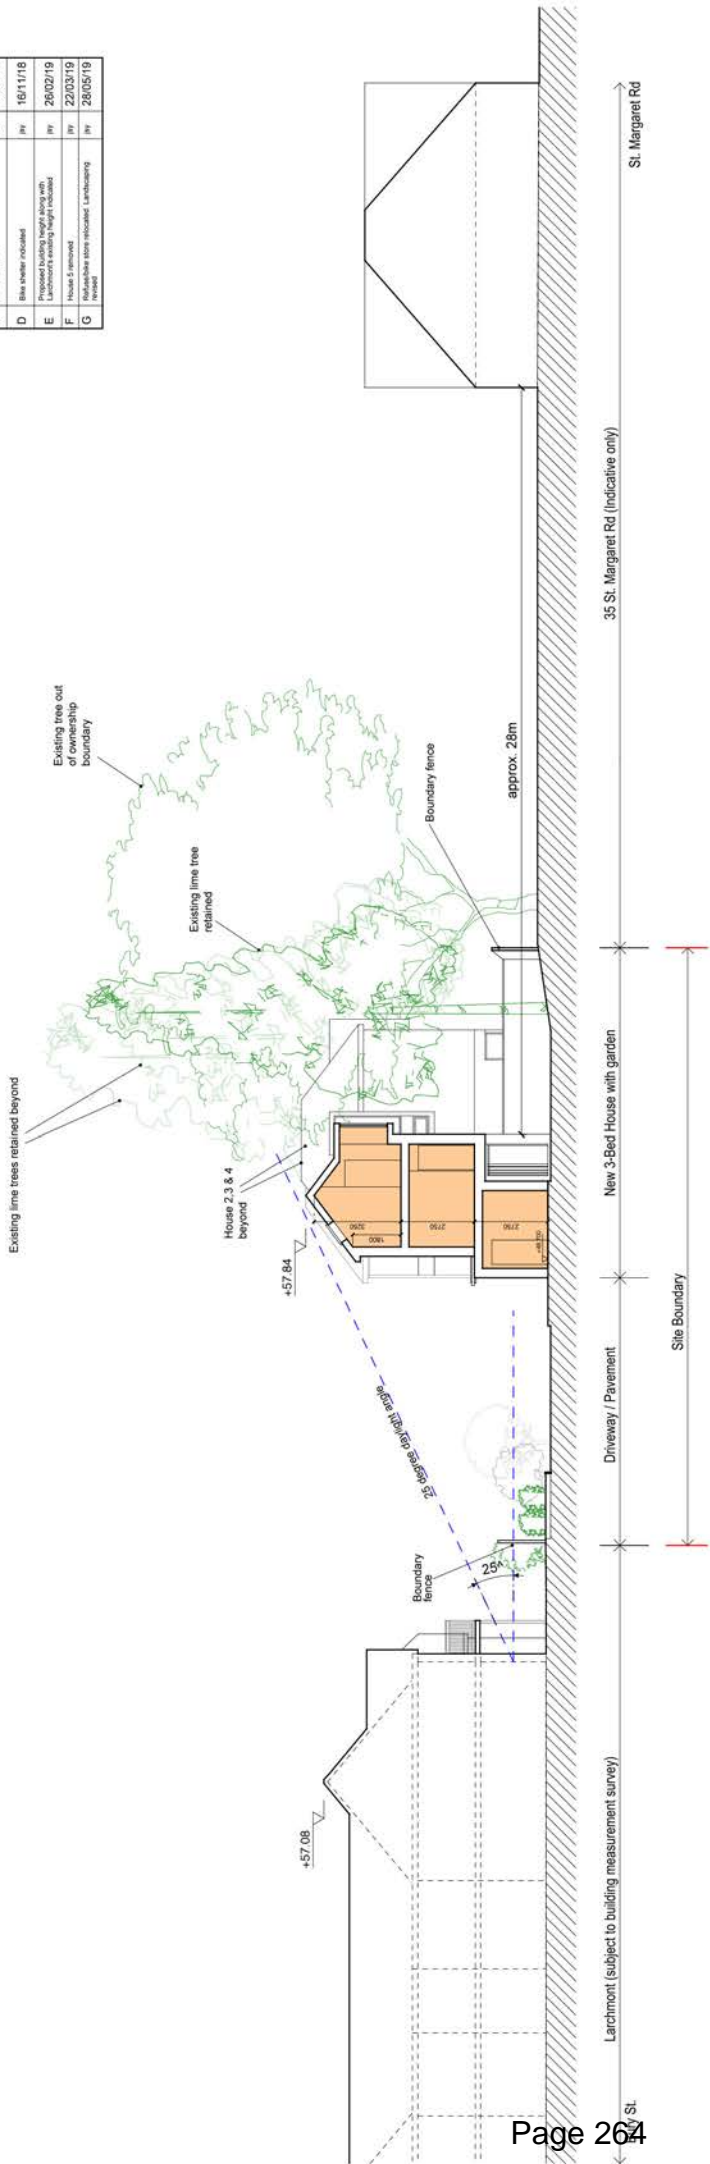 D Bike shelter indicated jay 16/11/18
E Proposed building height along with
Larchmont's existing height indicated jay 26/02/19
F House 5 removed jay 22/03/19
G Refuse/bike store relocated. Landscaping
revised jay 28/05/19
Existing lime trees retained beyond
Existing tree out
of ownership
boundary
Existing lime tree
retained
House 2,3 & 4
beyond
+57.84
+57.08
25 degree daylight angle
25^
Boundary
fence
Boundary fence
approx. 28m
3250
1800
2750
2750
Larchmont (subject to building measurement survey)
Driveway / Pavement
New 3-Bed House with garden
35 St. Margaret Rd (Indicative only)
St. Margaret Rd
Site Boundary
St.
Page 264